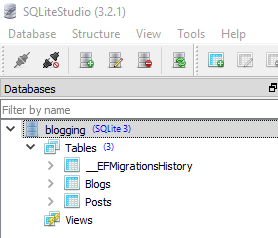 SQLiteStudio (3.2.1)
Database Structure View Tools Help
Databases
Filter by name
blogging (SQLite 3)
Tables (3)
__EFMigrationsHistory
Blogs
Posts
Views